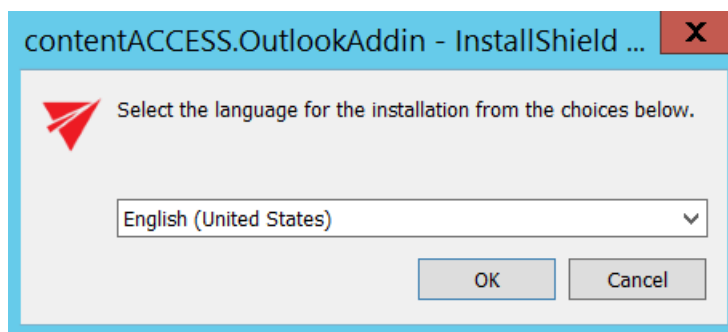 contentACCESS.OutlookAddin - InstallShield ...
X
Select the language for the installation from the choices below.
English (United States)
OK Cancel